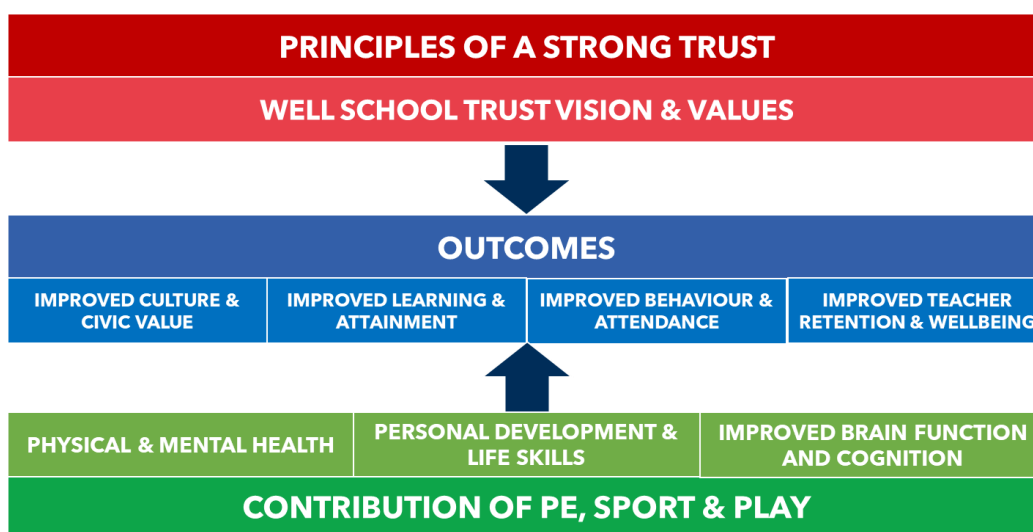 PRINCIPLES OF A STRONG TRUST
WELL SCHOOL TRUST VISION & VALUES
OUTCOMES
IMPROVED CULTURE &
CIVIC VALUE
IMPROVED LEARNING &
ATTAINMENT
IMPROVED BEHAVIOUR &
ATTENDANCE
IMPROVED TEACHER
RETENTION & WELLBEING
PHYSICAL & MENTAL HEALTH
PERSONAL DEVELOPMENT &
LIFE SKILLS
IMPROVED BRAIN FUNCTION
AND COGNITION
CONTRIBUTION OF PE, SPORT & PLAY